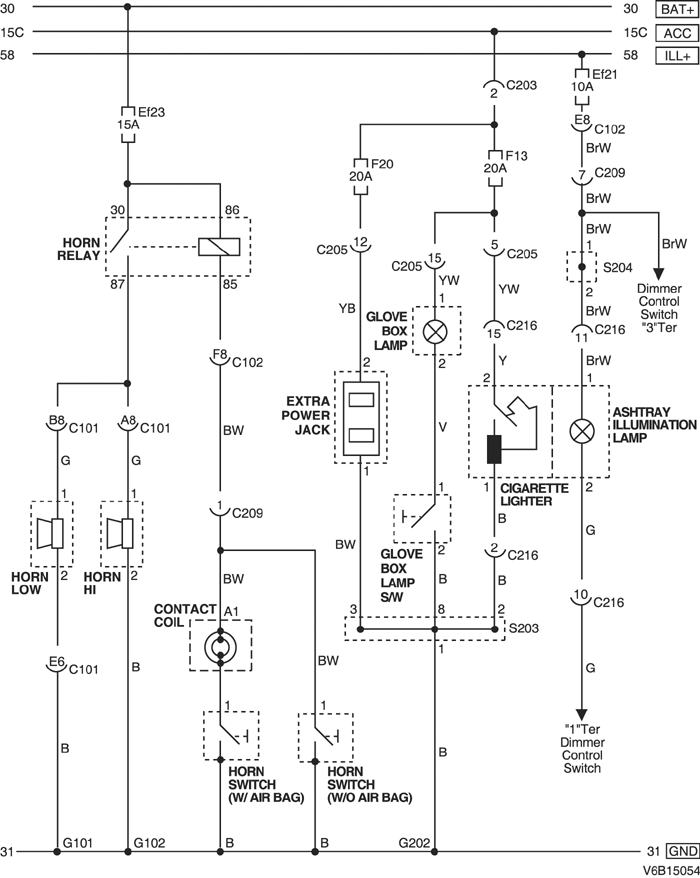 30 30 BAT+
15C 15C ACC
58 58 ILL+
Ef23
15A
C203
2
Ef21
10A
E8
C102
BrW
F20
20A
F13
20A
7
C209
BrW
30
86
HORN
RELAY
87
85
12
C205
15
C205
5
C205
BrW
BrW
1
S204
2
Dimmer
Control
Switch
"3"Ter
YW
YW
BrW
YB
1
GLOVE
BOX
LAMP
2
C216
15
C216
11
F8
C102
Y
BrW
2
EXTRA
POWER
JACK
1
2
1
ASHTRAY
ILLUMINATION
LAMP
B8
C101
A8
C101
BW
V
G
G
1
CIGARETTE
LIGHTER
2
1
1
1
C209
1
B
G
HORN
LOW
2
HORN
HI
2
BW
GLOVE
BOX
LAMP
S/W
2
2
C216
BW
B
B
10
C216
CONTACT
COIL
A1
3
8
2
S203
1
E6
C101
B
BW
G
1
1
"1"Ter
Dimmer
Control
Switch
B
B
HORN
SWITCH
(W/ AIR BAG)
HORN
SWITCH
(W/O AIR BAG)
31
G101
G102
B
B
G202
31 GND
V6B15054